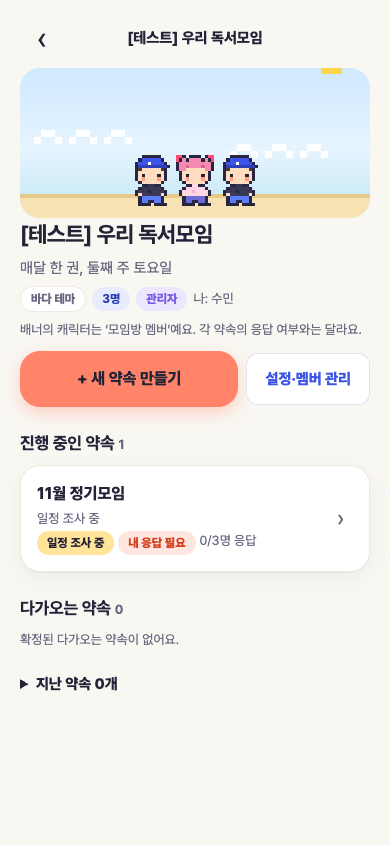 ❮ [테스트] 우리 독서모임
[테스트] 우리 독서모임
매달 한 권, 둘째 주 토요일
바다 테마 3명 관리자 나: 수민
배너의 캐릭터는 ‘모임방 멤버’예요. 각 약속의 응답 여부와는 달라요.
+ 새 약속 만들기 설정·멤버 관리
진행 중인 약속 1
11월 정기모임
일정 조사 중 ❯
일정 조사 중 내 응답 필요 0/3명 응답
다가오는 약속 0
확정된 다가오는 약속이 없어요.
▶ 지난 약속 0개